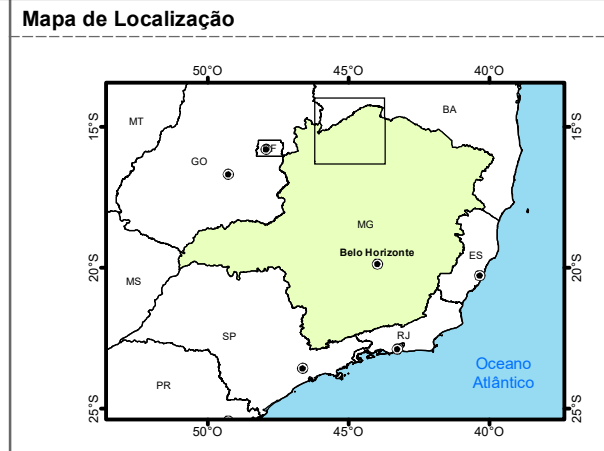 Mapa de Localização
50°O 45°O 40°O
15°S 15°S
MT BA
DF
GO
MG
Belo Horizonte
ES
20°S 20°S
MS
SP
RJ
Oceano
Atlântico
PR
25°S 25°S
50°O 45°O 40°O